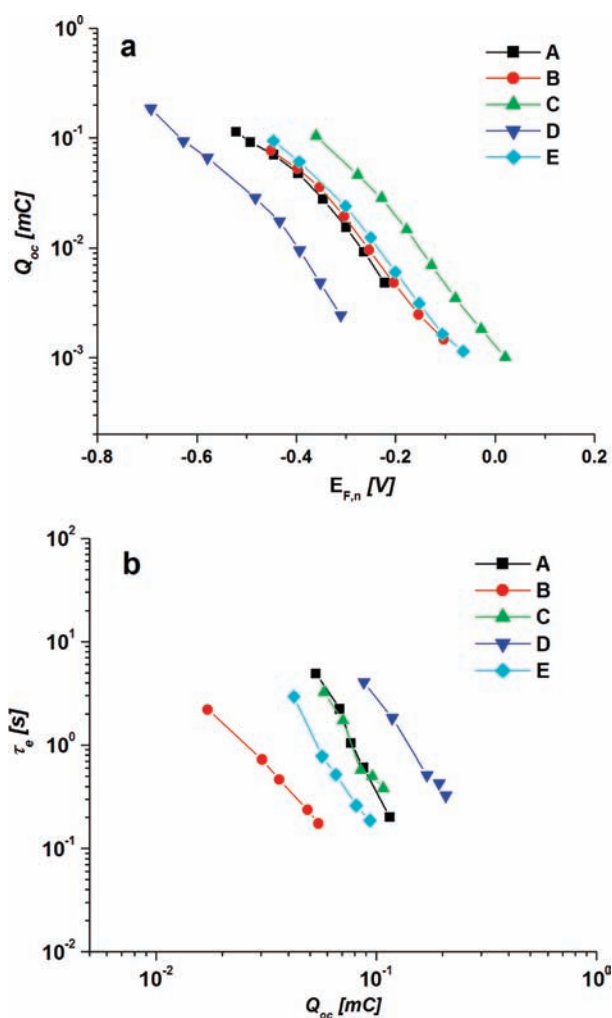 a
10⁰
10⁻¹
10⁻²
10⁻³
Q_oc [mC]
-0.8 -0.6 -0.4 -0.2 0.0 0.2
E_F,n [V]
A
B
C
D
E
b
10²
10¹
10⁰
10⁻¹
10⁻²
τ_e [s]
10⁻² 10⁻¹ 10⁰
Q_oc [mC]
A
B
C
D
E